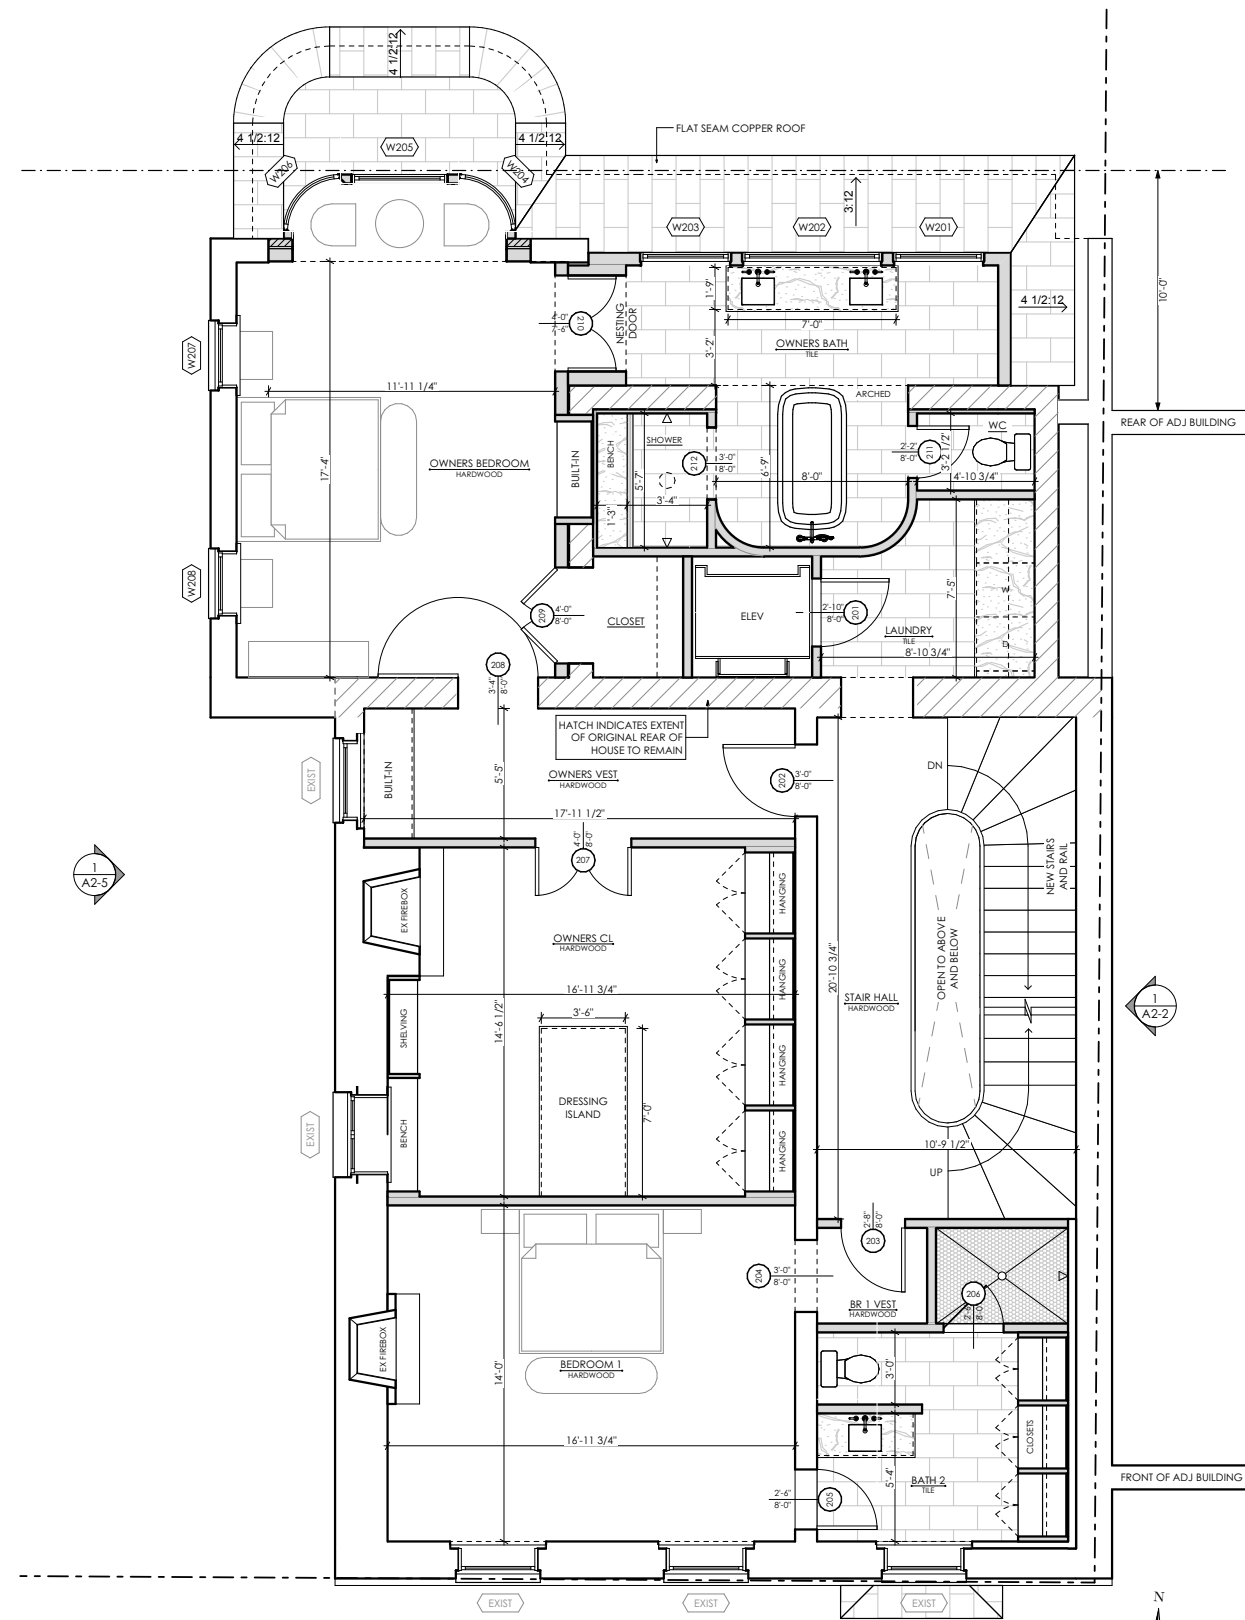 4 1/2:12
FLAT SEAM COPPER ROOF
4 1/2:12
W205
4 1/2:12
W206
W204
3:12
W203
W202
W201
10'-0"
4 1/2:12
1'-9"
7'-0"
3'-2"
OWNERS BATH
TILE
NESTING
DOOR
4'-0"
7'-6"
210
W207
11'-11 1/4"
ARCHED
REAR OF ADJ BUILDING
WC
SHOWER
BENCH
BUILT-IN
2'-2"
8'-0"
211
3'-2 1/2"
212
3'-0"
8'-0"
OWNERS BEDROOM
HARDWOOD
17'-4"
5'-7"
6'-9"
8'-0"
4'-10 3/4"
3'-4"
1'-3"
W208
7'-5"
W
D
209
4'-0"
8'-0"
CLOSET
ELEV
2'-10"
8'-0"
201
LAUNDRY
TILE
8'-10 3/4"
208
3'-4"
8'-0"
HATCH INDICATES EXTENT
OF ORIGINAL REAR OF
HOUSE TO REMAIN
EXIST
BUILT-IN
5'-5"
OWNERS VEST
HARDWOOD
202
3'-0"
8'-0"
DN
17'-11 1/2"
4'-0"
8'-0"
207
NEW STAIRS
AND RAIL
1
A2-5
EX FIREBOX
HANGING
OWNERS CL
HARDWOOD
OPEN TO ABOVE
AND BELOW
20'-10 3/4"
HANGING
16'-11 3/4"
STAIR HALL
HARDWOOD
1
A2-2
3'-6"
14'-6 1/2"
SHELVING
HANGING
DRESSING
ISLAND
7'-0"
EXIST
BENCH
HANGING
10'-9 1/2"
UP
2'-8"
8'-0"
203
204
3'-0"
8'-0"
206
2'-6"
8'-0"
BR 1 VEST
HARDWOOD
EX FIREBOX
BEDROOM 1
HARDWOOD
14'-0"
3'-0"
16'-11 3/4"
CLOSETS
5'-4"
BATH 2
TILE
FRONT OF ADJ BUILDING
2'-6"
8'-0"
205
EXIST
EXIST
EXIST
N